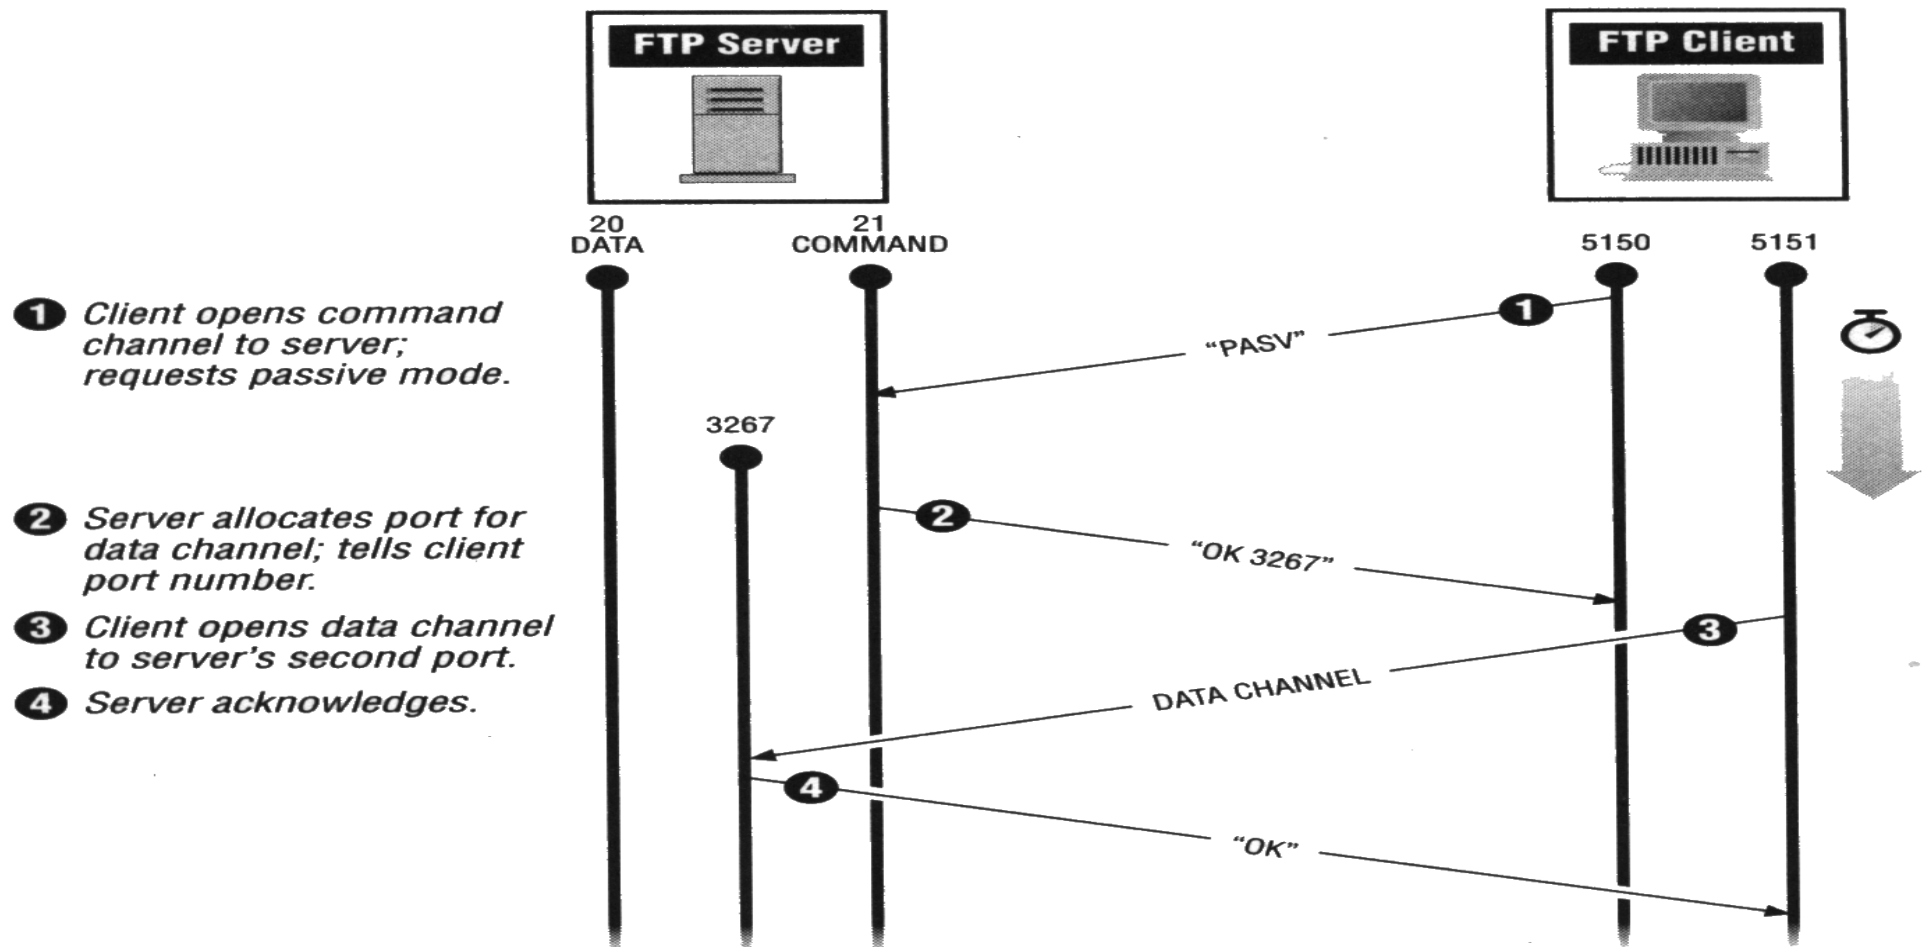 FTP Server
FTP Client
20
DATA
21
COMMAND
5150
5151
1 Client opens command
channel to server;
requests passive mode.
1
“PASV”
3267
2 Server allocates port for
data channel; tells client
port number.
2
“OK 3267”
3 Client opens data channel
to server’s second port.
3
DATA CHANNEL
4 Server acknowledges.
4
“OK”